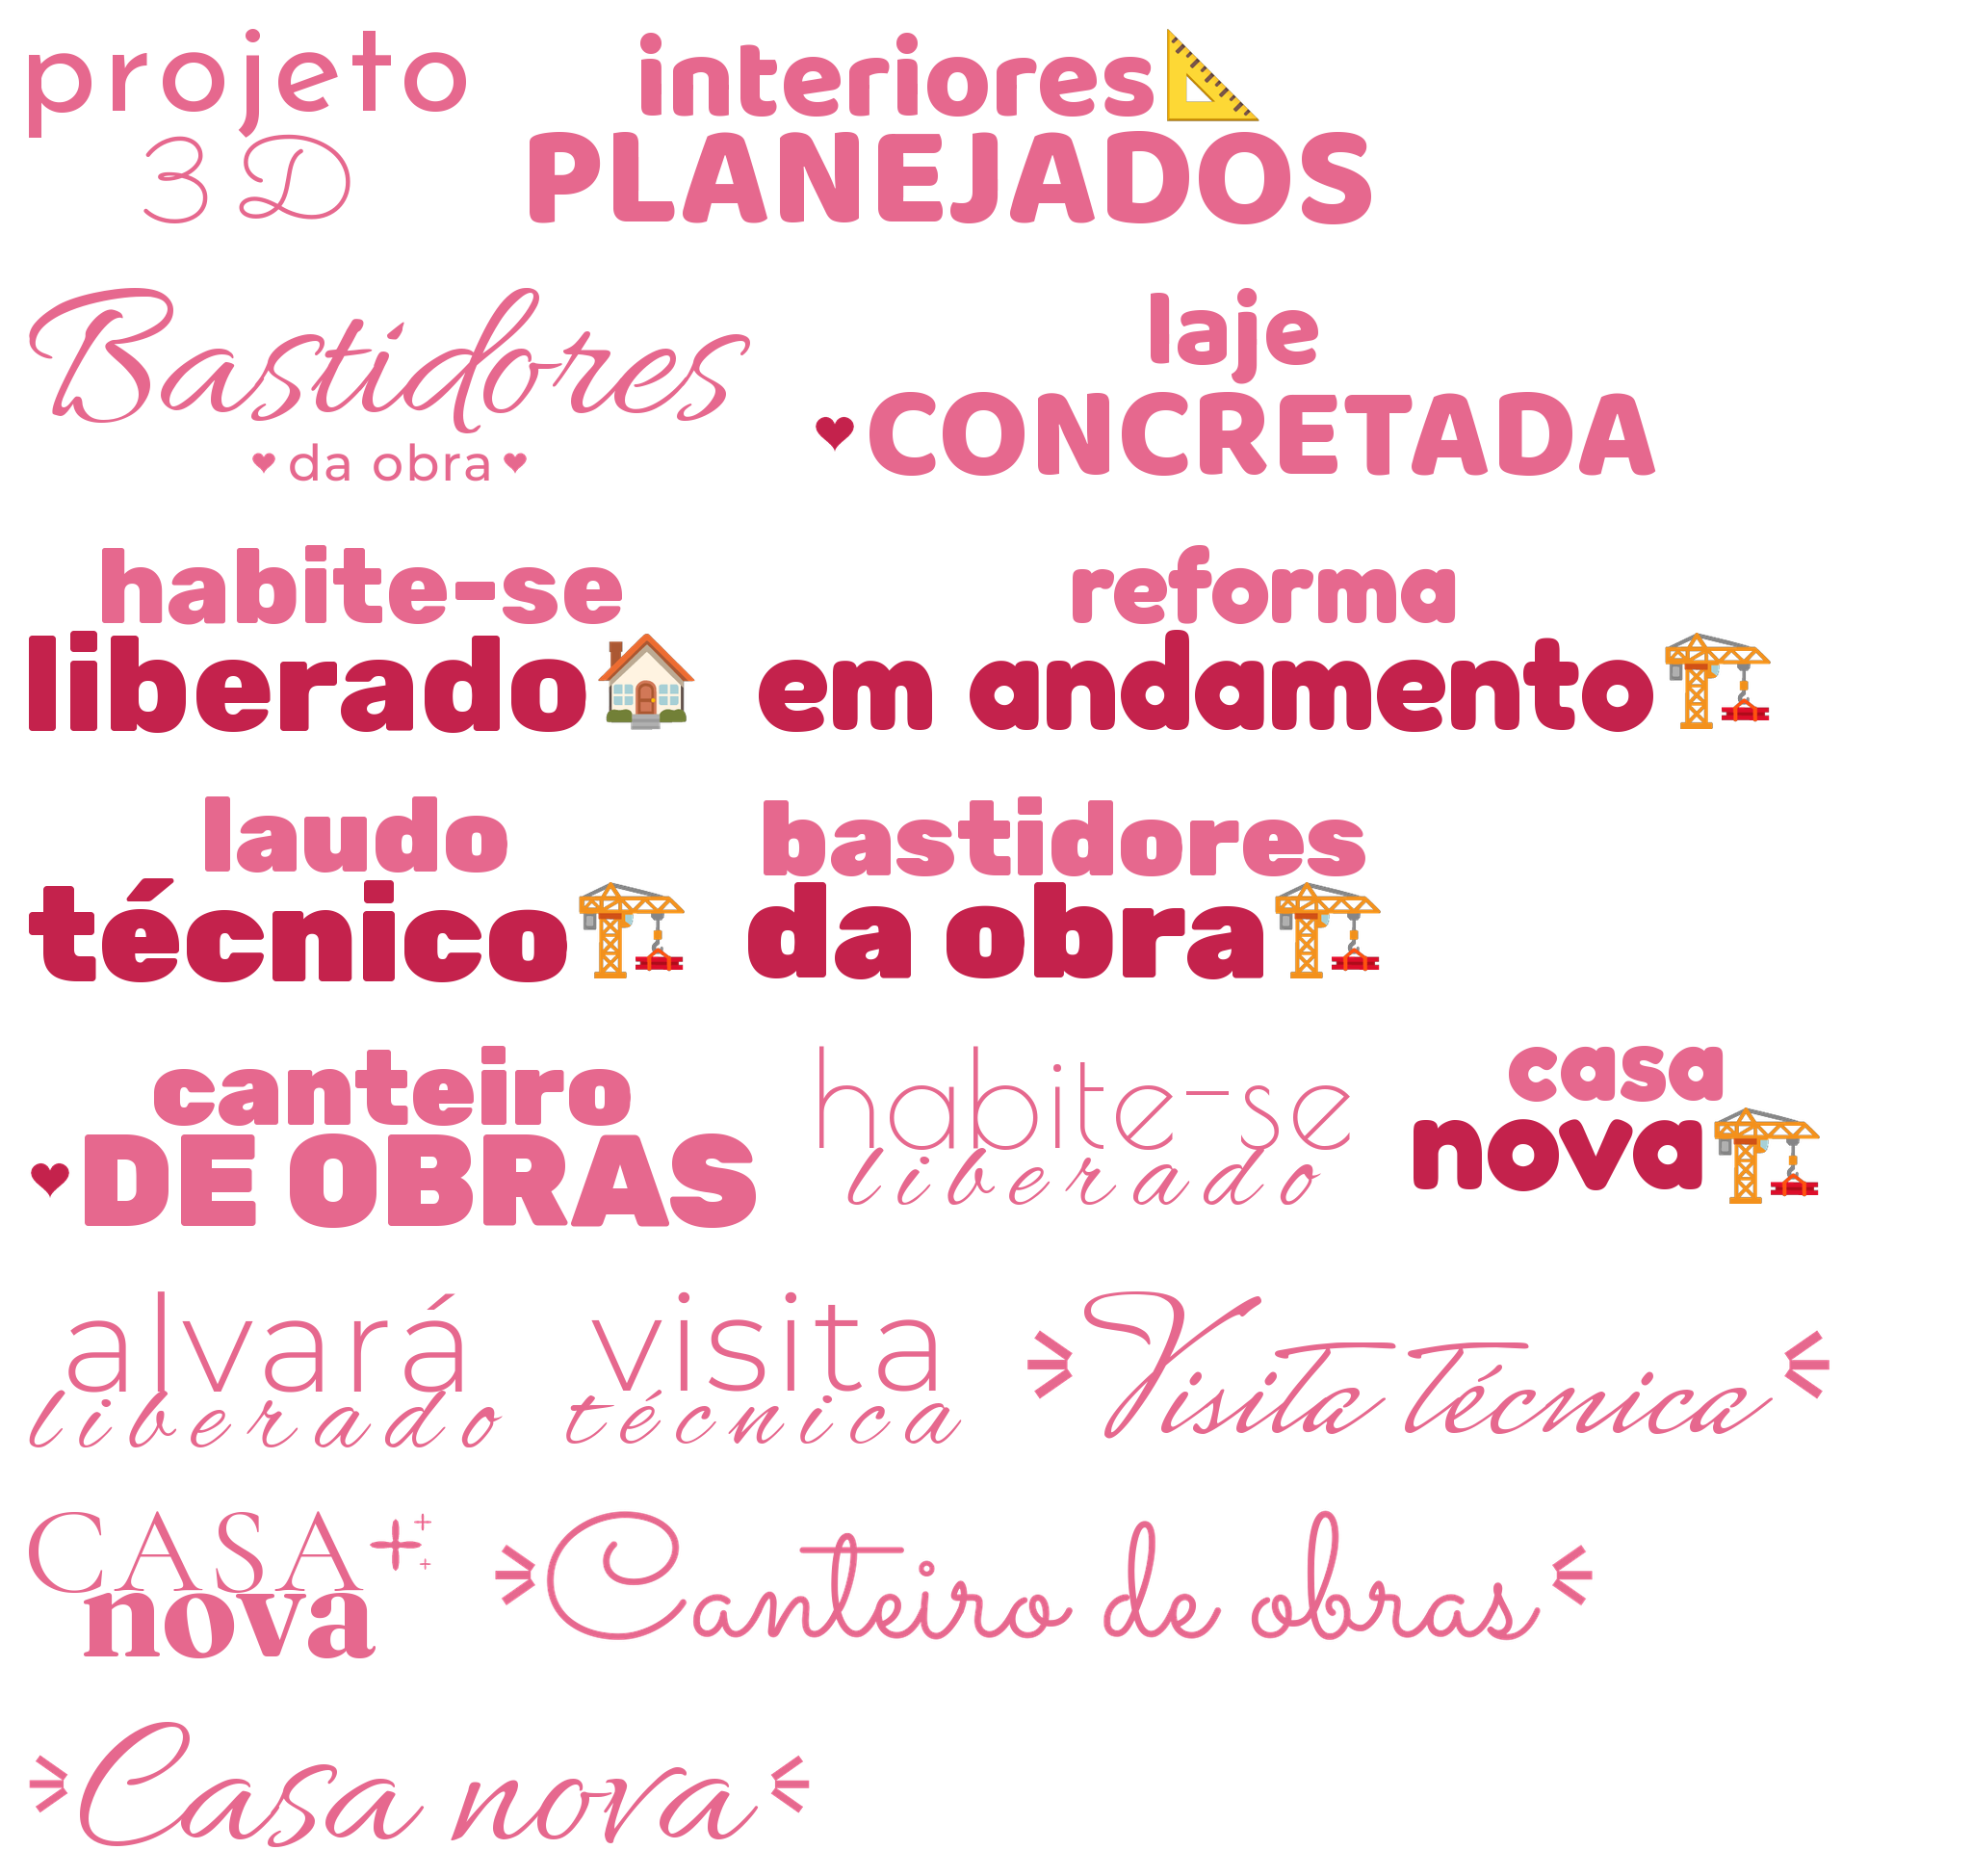 projeto
3D
interiores
PLANEJADOS
Bastidores
da obra
laje
CONCRETADA
habite-se
liberado
reforma
em andamento
laudo
técnico
bastidores
da obra
canteiro
DE OBRAS
habite-se
liberado
casa
nova
alvará
liberado
visita
técnica
Visita Técnica
CASA
nova
Canteiro de obras
Casa nova